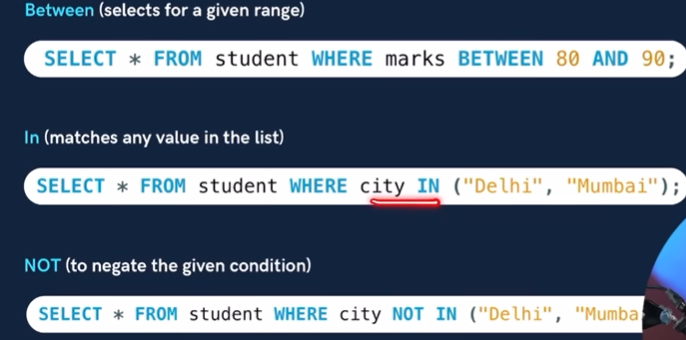 Between (selects for a given range)
SELECT * FROM student WHERE marks BETWEEN 80 AND 90;
In (matches any value in the list)
SELECT * FROM student WHERE city IN ("Delhi", "Mumbai");
NOT (to negate the given condition)
SELECT * FROM student WHERE city NOT IN ("Delhi", "Mumba